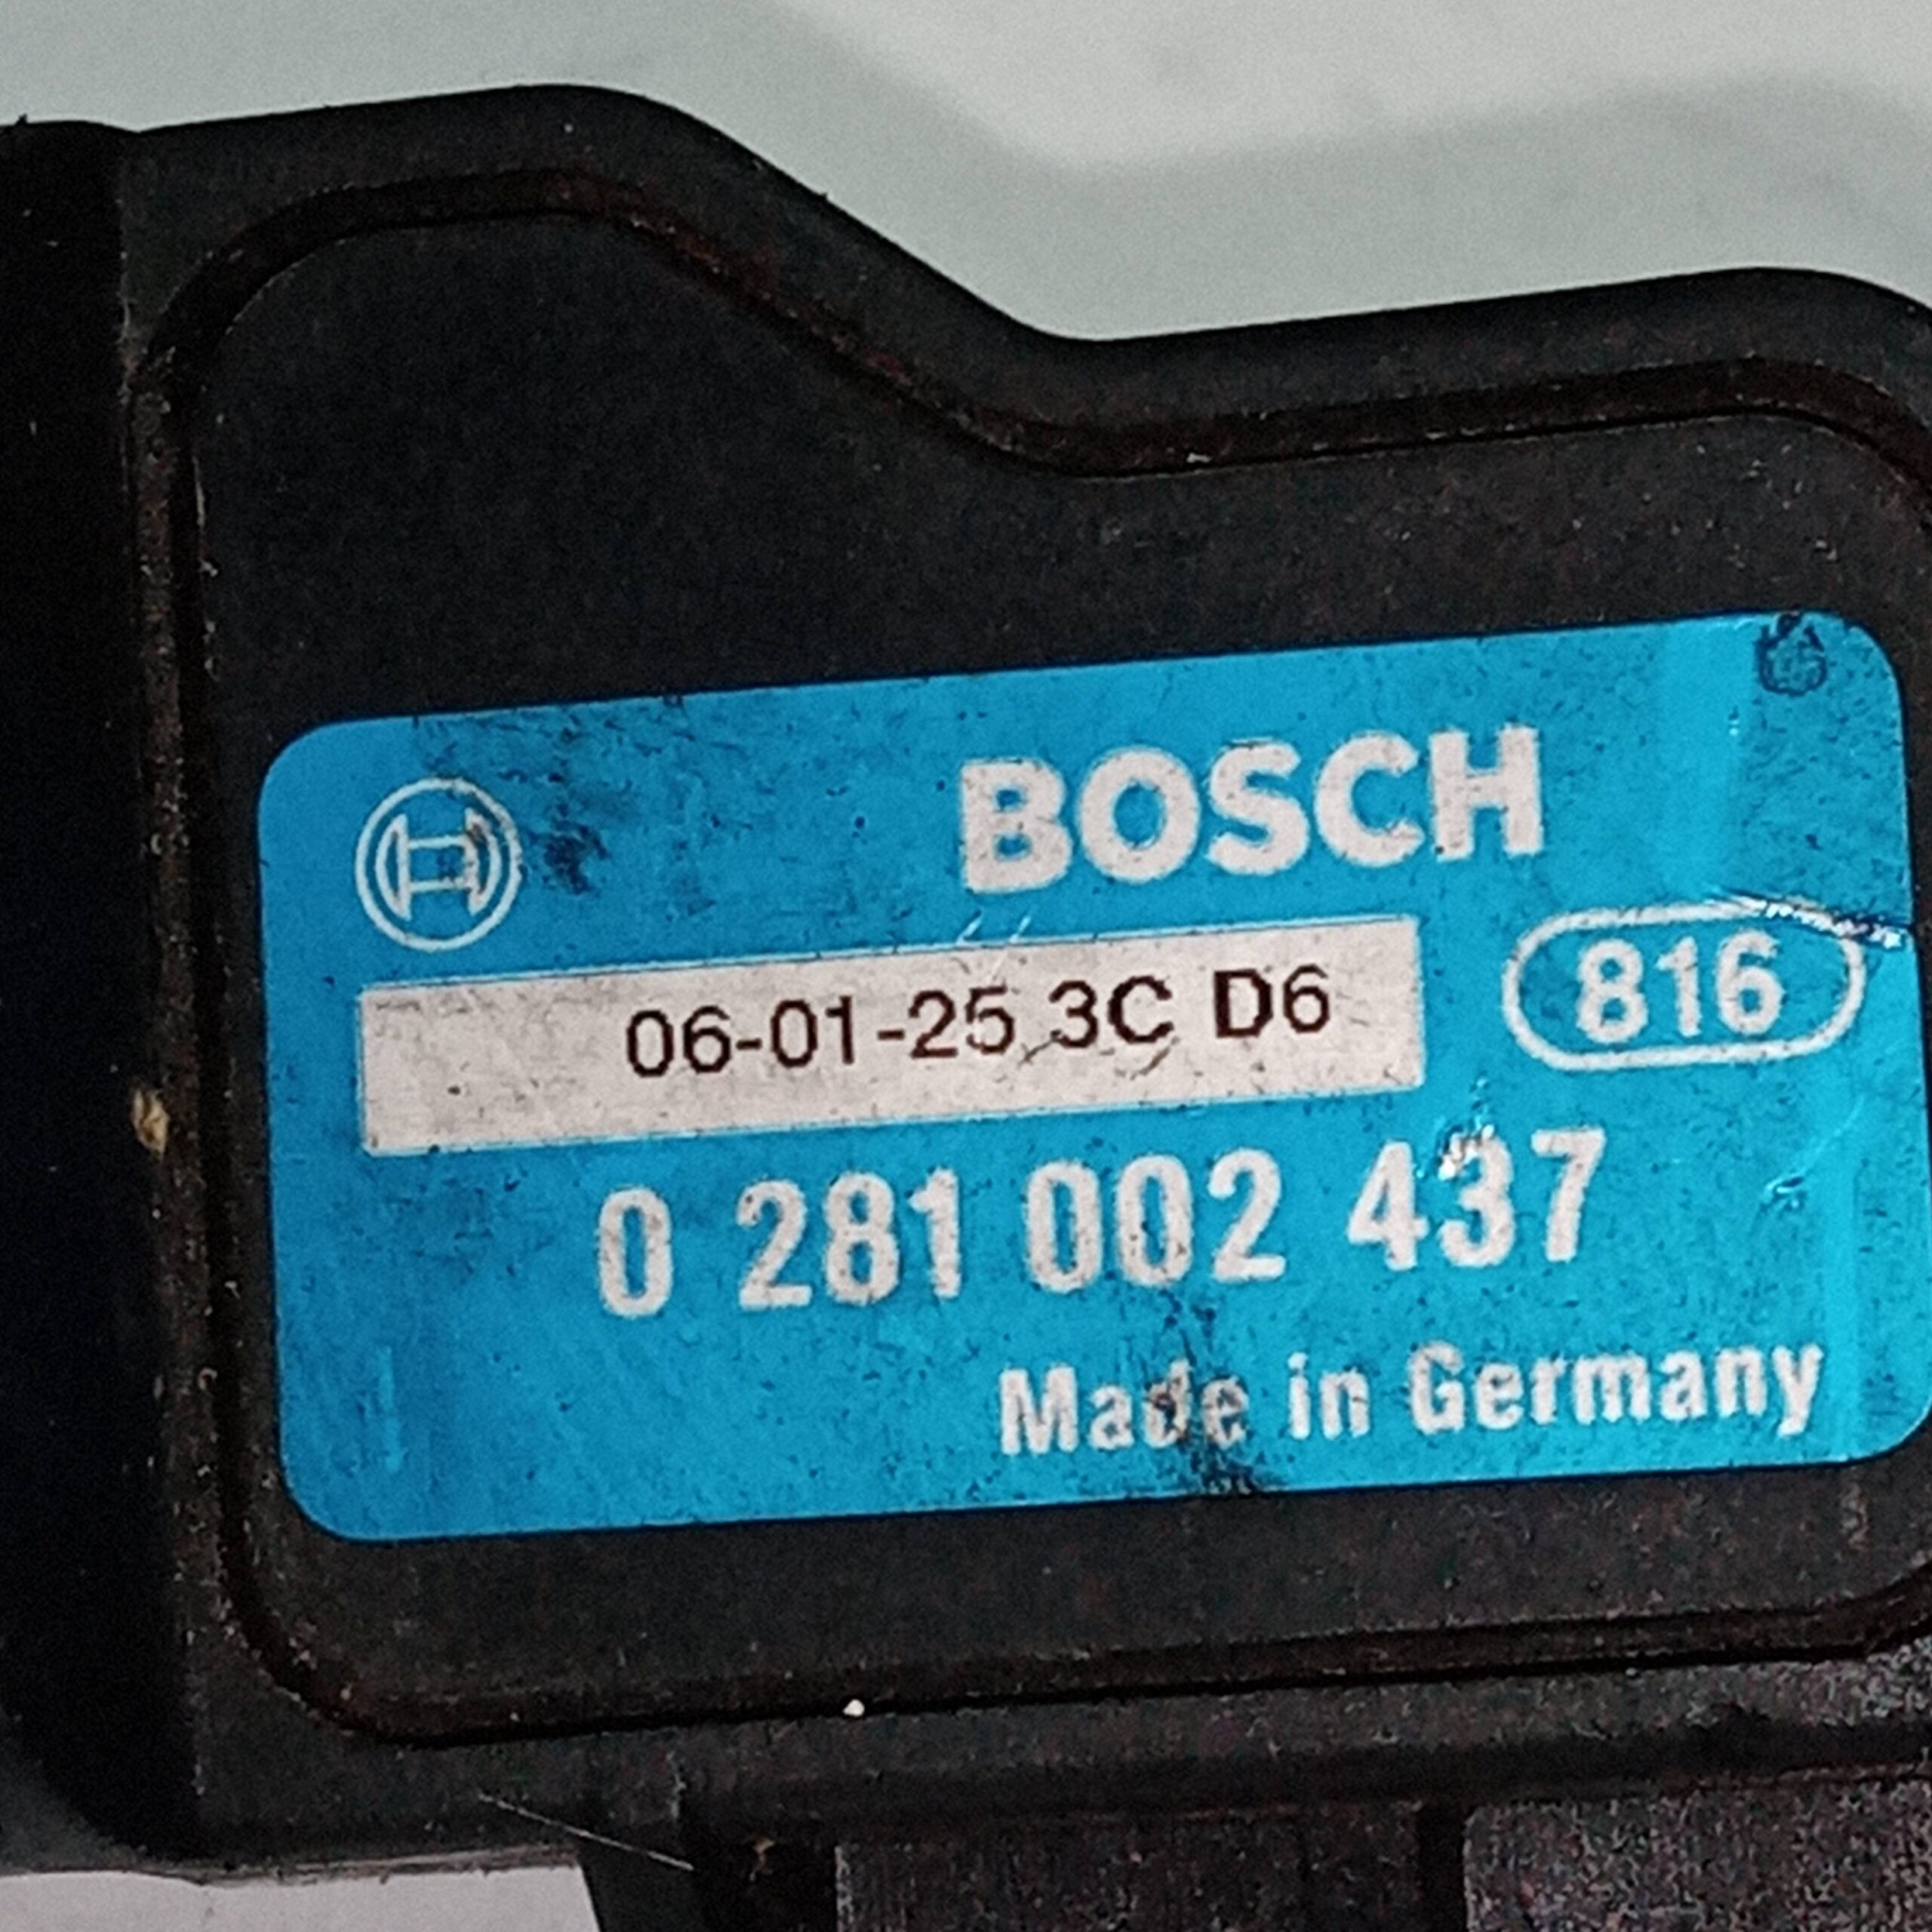 BOSCH
06-01-25 3C D6
816
0 281 002 437
Made in Germany